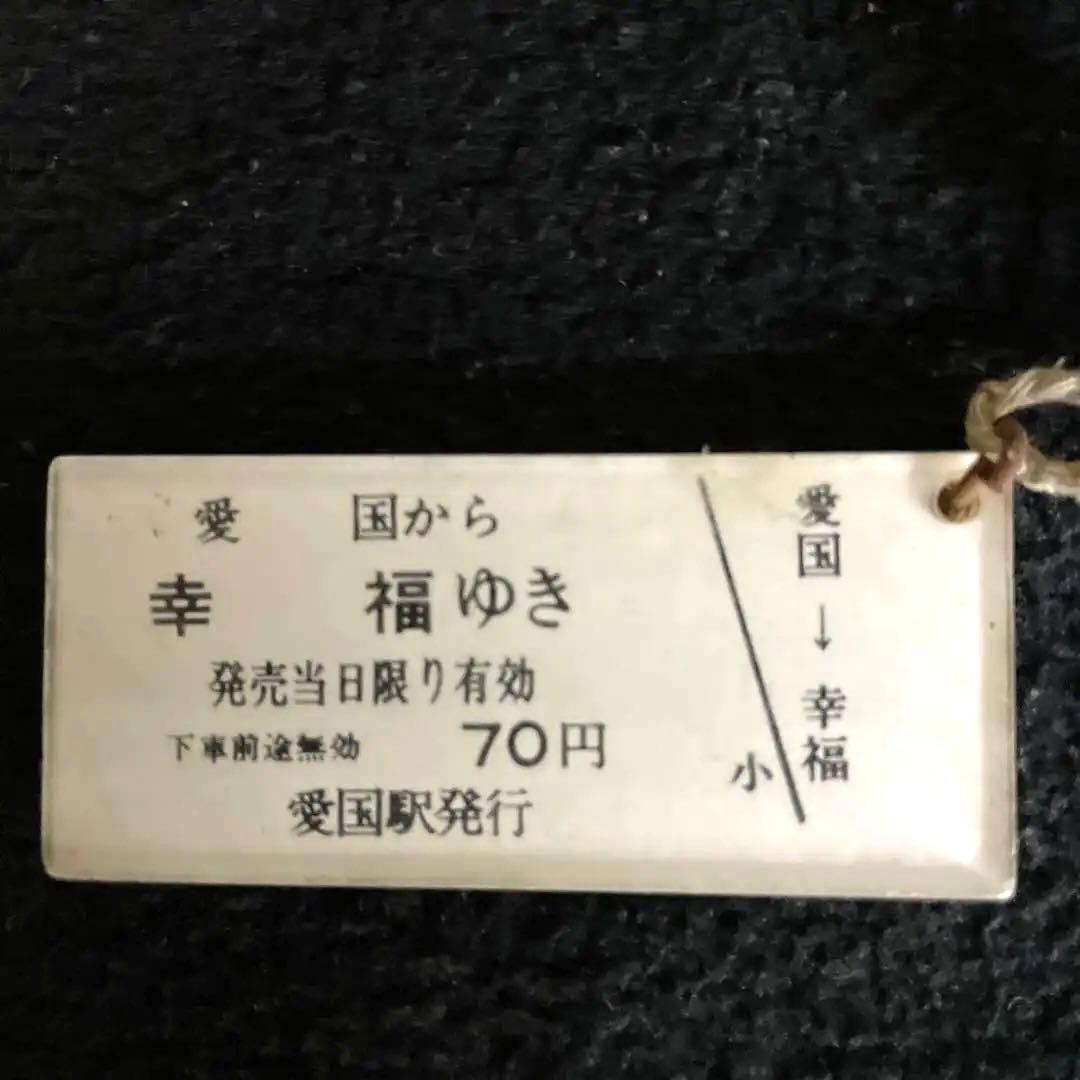 愛 国から
幸 福ゆき
発売当日限り有効
下車前途無効 70円
愛国駅発行
小
愛国→幸福